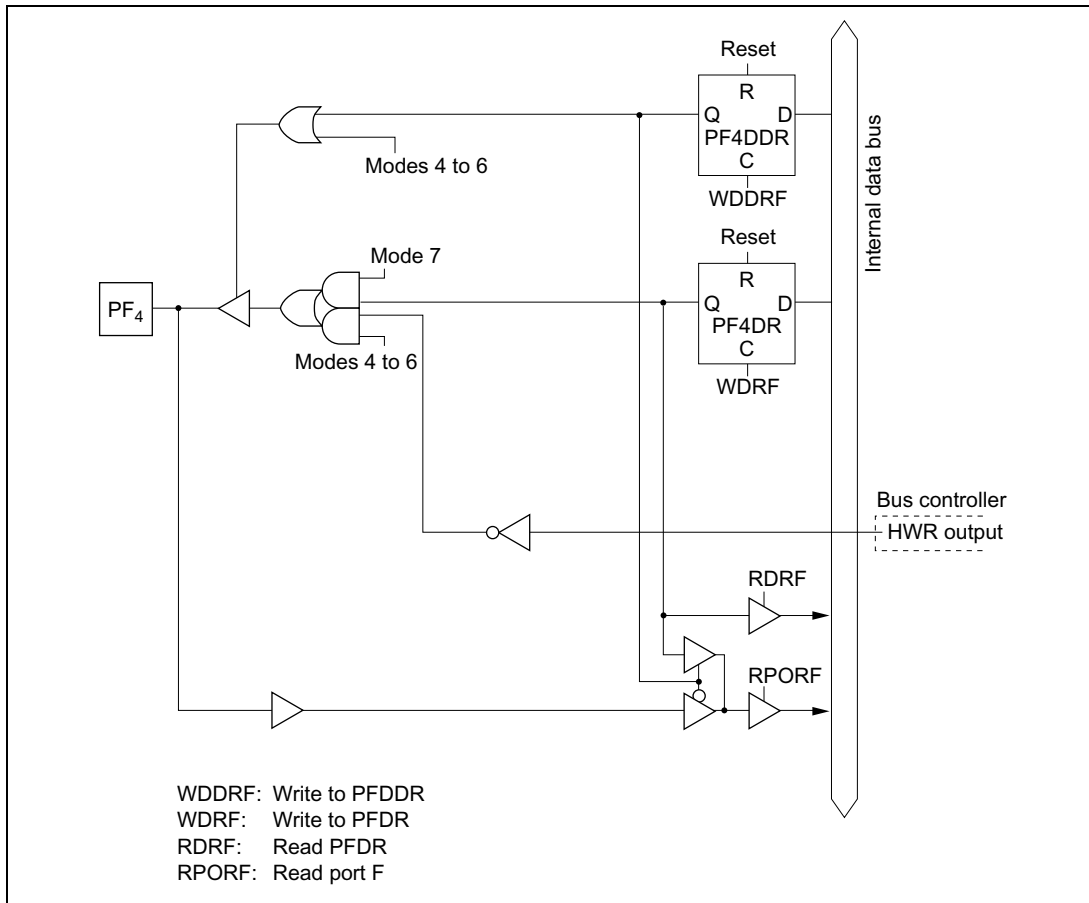 Reset
R
Q D
PF4DDR
C
WDDRF
Modes 4 to 6
Internal data bus
Reset
R
Mode 7
Q D
PF4DR
C
WDRF
PF4
Modes 4 to 6
Bus controller
HWR output
RDRF
RPORF
WDDRF: Write to PFDDR
WDRF: Write to PFDR
RDRF: Read PFDR
RPORF: Read port F